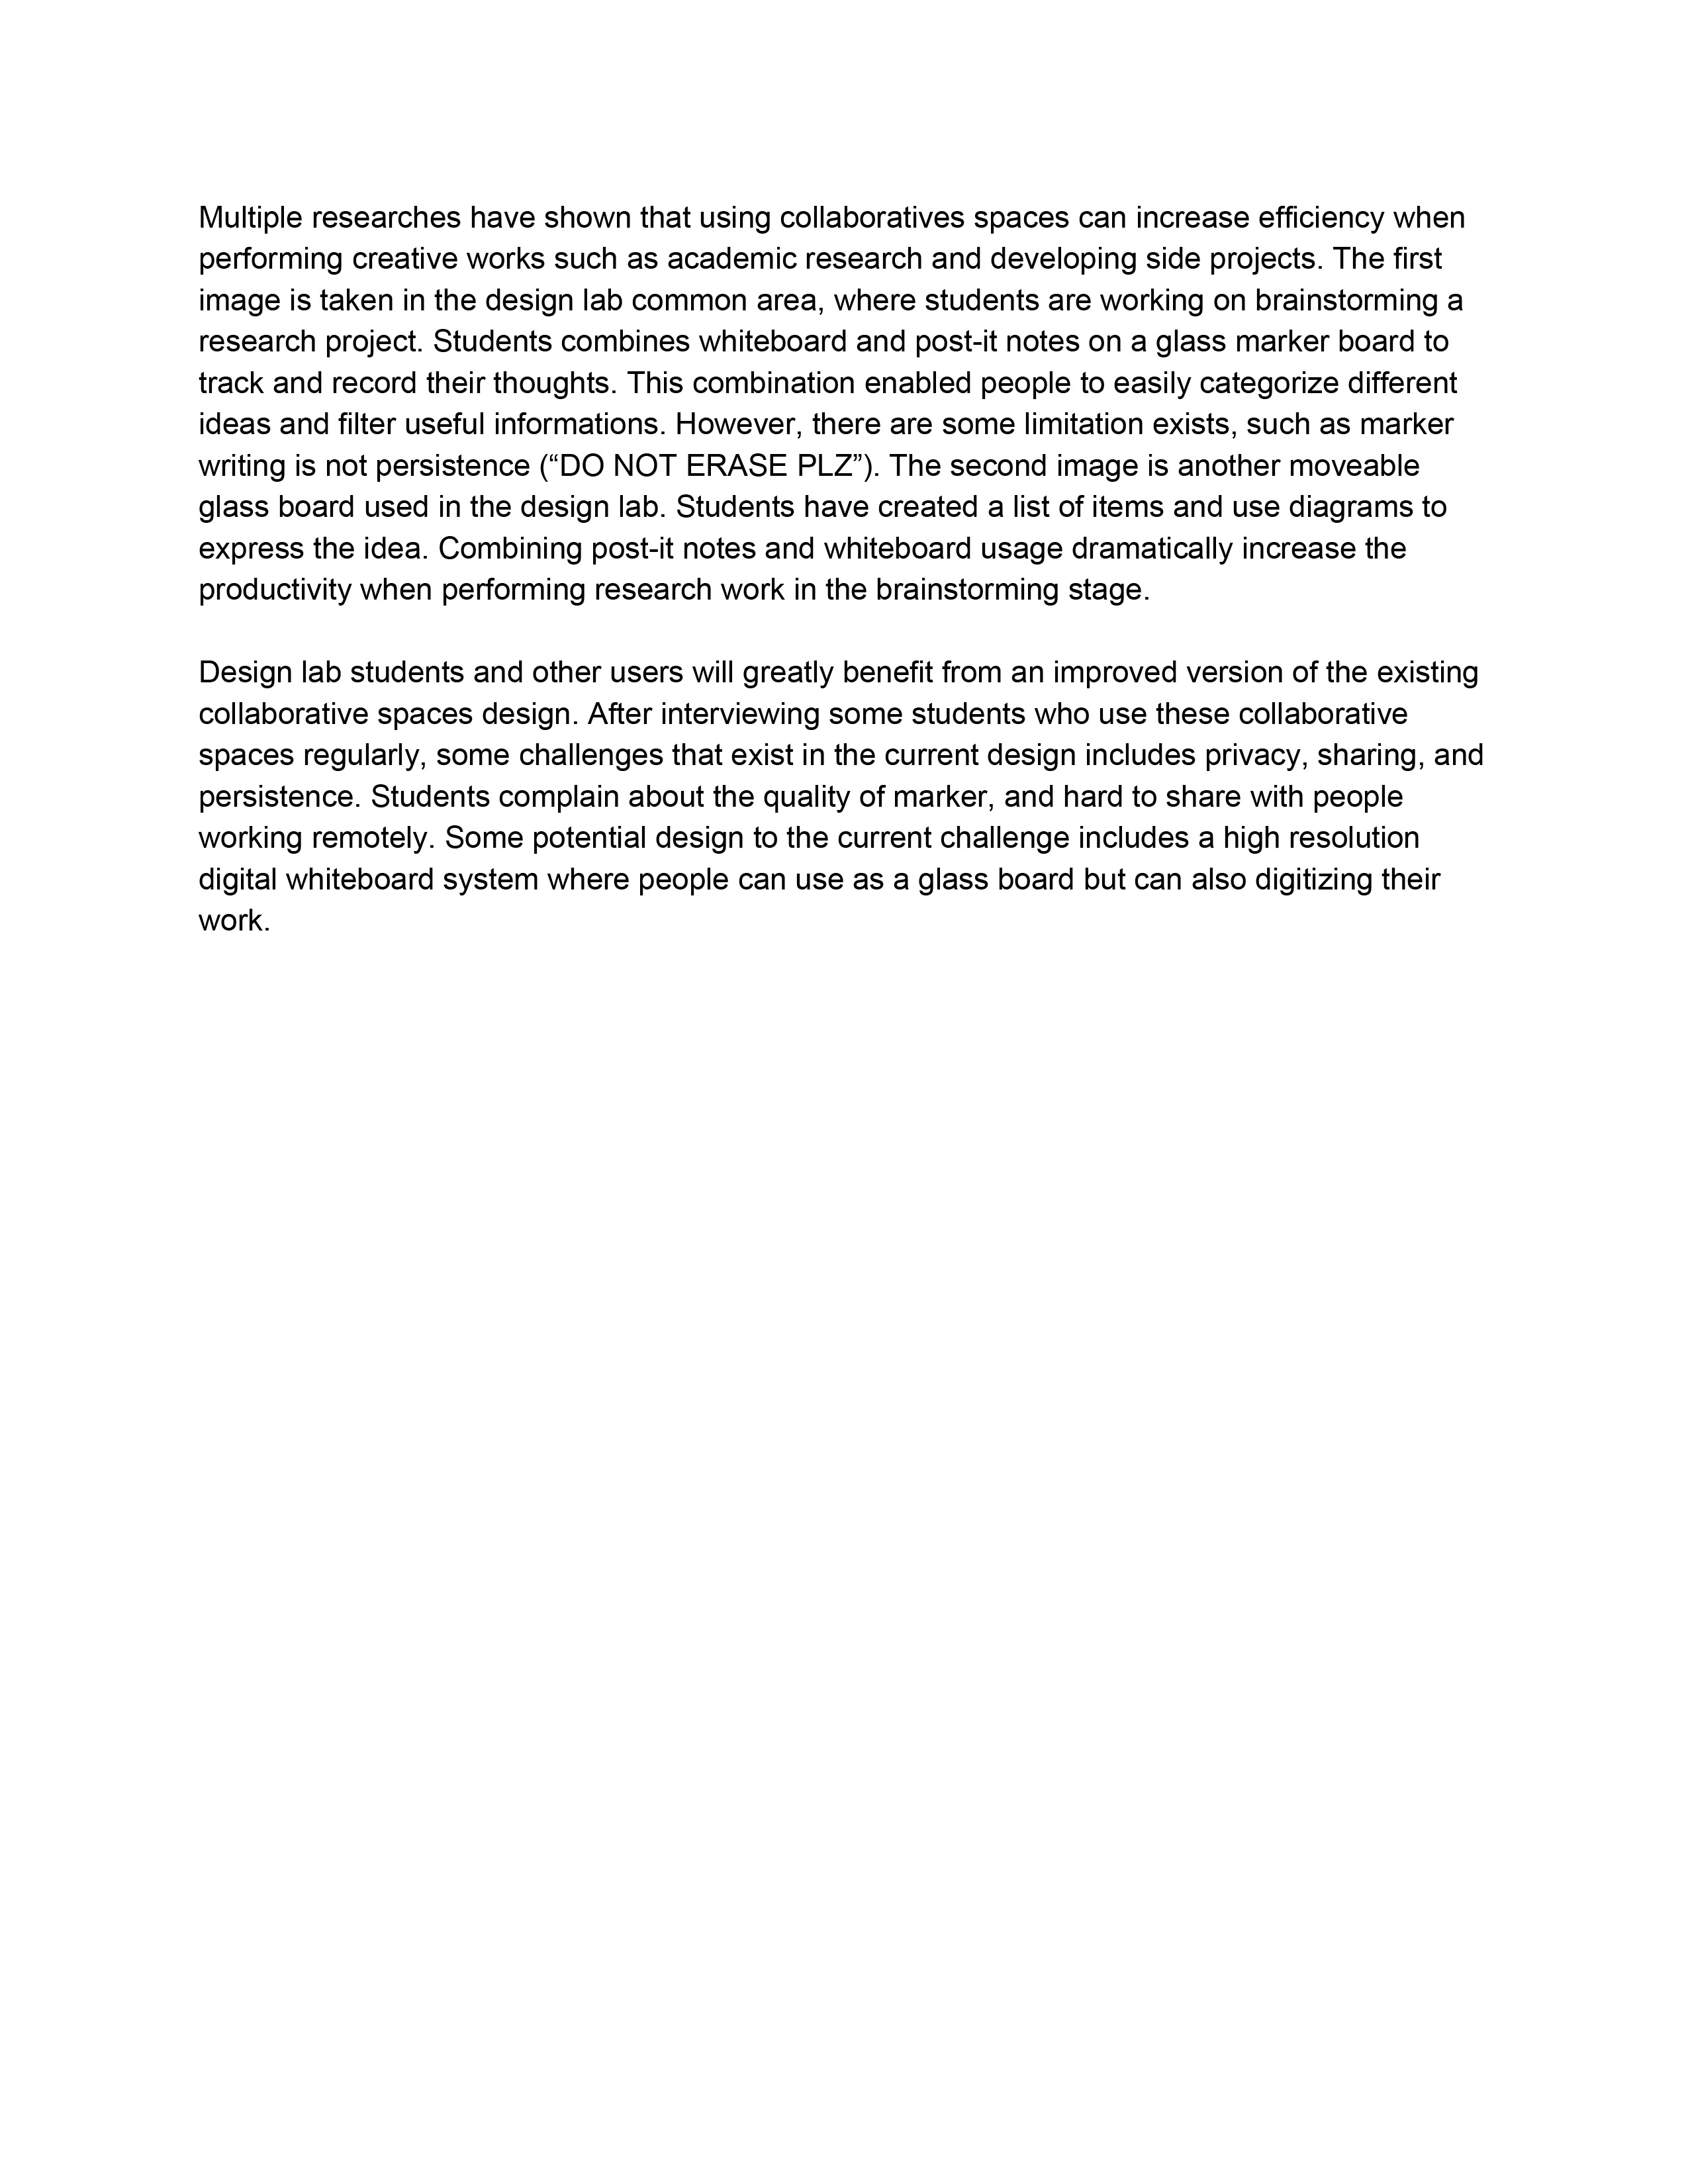 Multiple researches have shown that using collaboratives spaces can increase efficiency when
performing creative works such as academic research and developing side projects. The first
image is taken in the design lab common area, where students are working on brainstorming a
research project. Students combines whiteboard and post-it notes on a glass marker board to
track and record their thoughts. This combination enabled people to easily categorize different
ideas and filter useful informations. However, there are some limitation exists, such as marker
writing is not persistence (“DO NOT ERASE PLZ”). The second image is another moveable
glass board used in the design lab. Students have created a list of items and use diagrams to
express the idea. Combining post-it notes and whiteboard usage dramatically increase the
productivity when performing research work in the brainstorming stage.
Design lab students and other users will greatly benefit from an improved version of the existing
collaborative spaces design. After interviewing some students who use these collaborative
spaces regularly, some challenges that exist in the current design includes privacy, sharing, and
persistence. Students complain about the quality of marker, and hard to share with people
working remotely. Some potential design to the current challenge includes a high resolution
digital whiteboard system where people can use as a glass board but can also digitizing their
work.